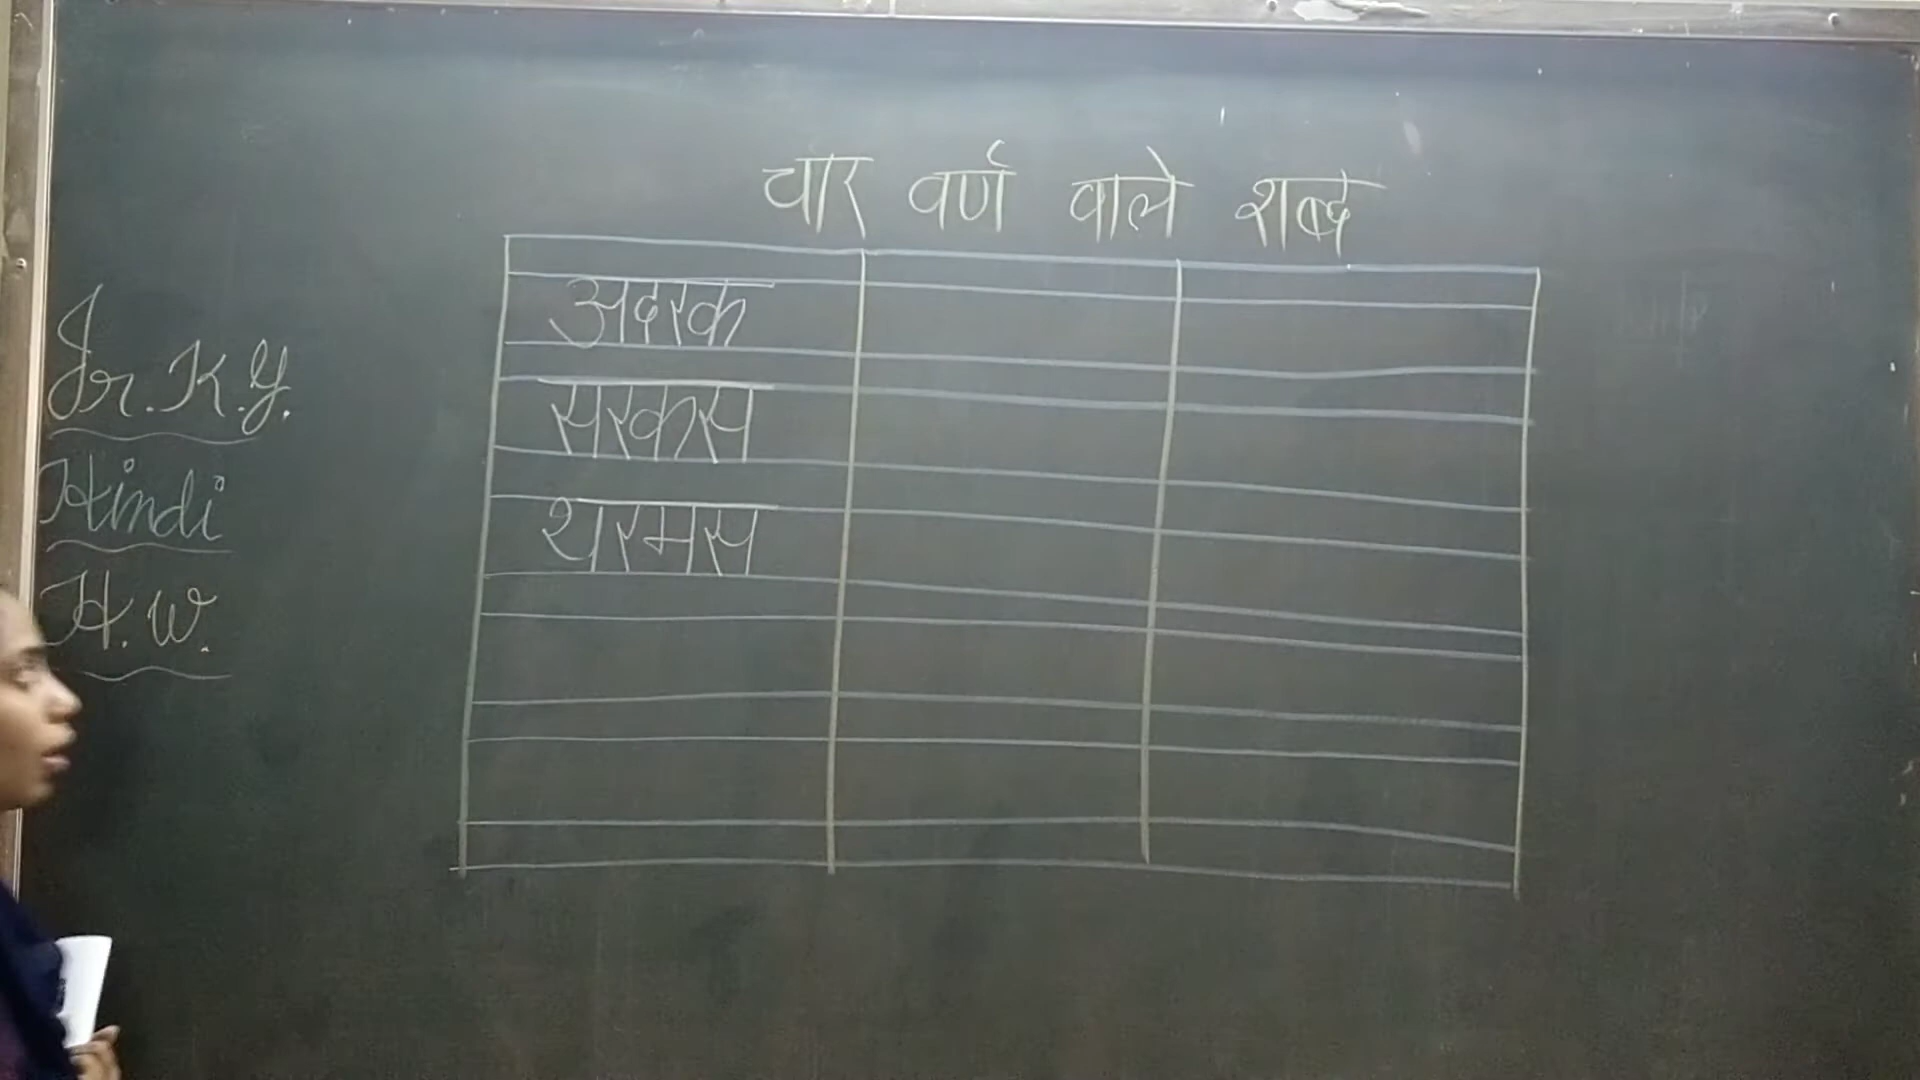 चार वर्ण वाले शब्द
Jr. K.G.
Hindi
H.W.
अदरक
सरकस
थरमस